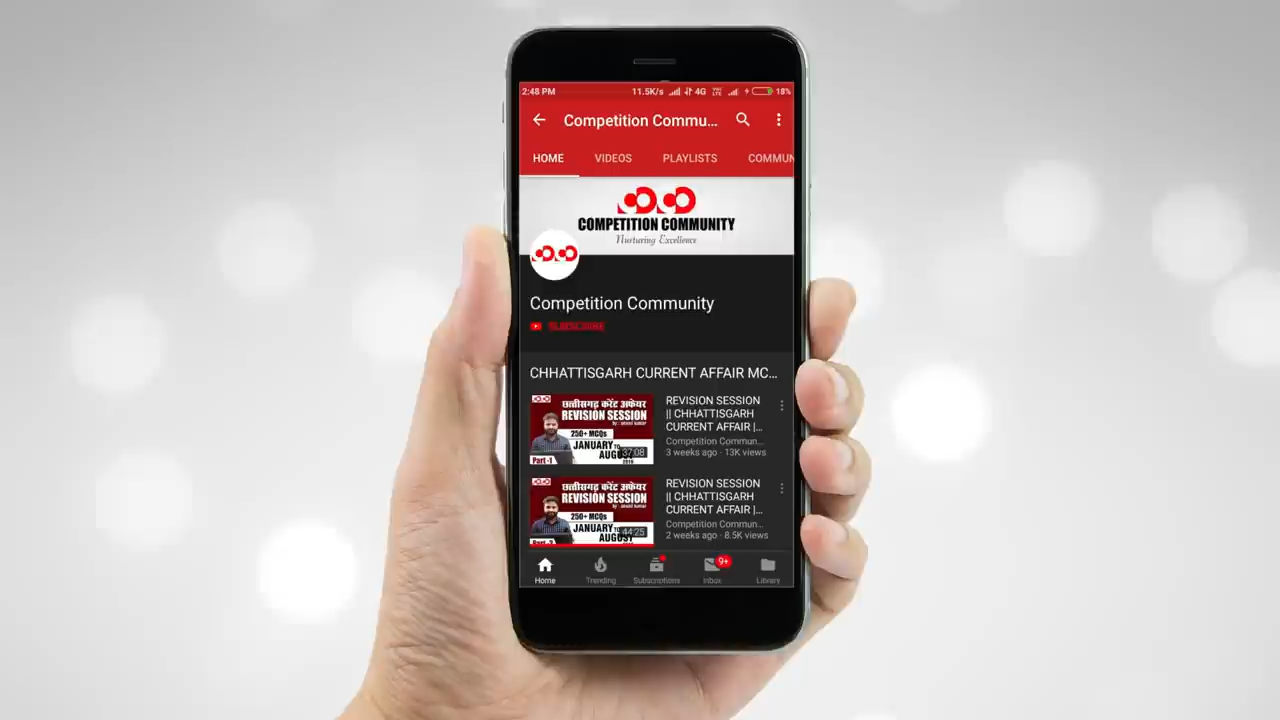 2:48 PM 11.5K/s 4G VoLTE 18%
Competition Commu...
HOME VIDEOS PLAYLISTS COMMUN
COMPETITION COMMUNITY
Nurturing Excellence
Competition Community
SUBSCRIBE
CHHATTISGARH CURRENT AFFAIR MC...
छत्तीसगढ़ करेंट अफेयर
REVISION SESSION
250+ MCQs
JANUARY TO
AUGUST
Part -1
37:08
REVISION SESSION
|| CHHATTISGARH
CURRENT AFFAIR |...
Competition Commun...
3 weeks ago · 13K views
छत्तीसगढ़ करेंट अफेयर
REVISION SESSION
250+ MCQs
JANUARY TO
AUGUST
44:25
REVISION SESSION
|| CHHATTISGARH
CURRENT AFFAIR |...
Competition Commun...
2 weeks ago · 8.5K views
9+
Home Trending Subscriptions Inbox Library